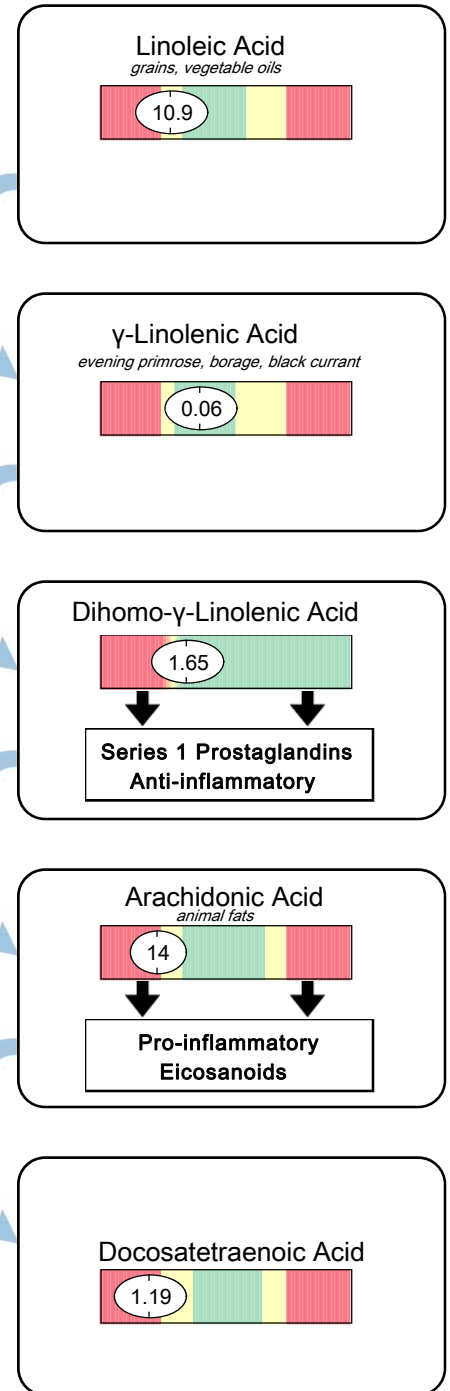 Linoleic Acid
grains, vegetable oils
10.9
γ-Linolenic Acid
evening primrose, borage, black currant
0.06
Dihomo-γ-Linolenic Acid
1.65
Series 1 Prostaglandins
Anti-inflammatory
Arachidonic Acid
animal fats
14
Pro-inflammatory
Eicosanoids
Docosatetraenoic Acid
1.19